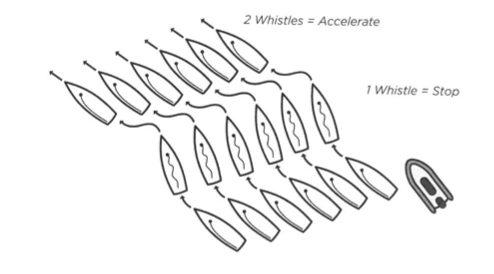 2 Whistles = Accelerate
1 Whistle = Stop